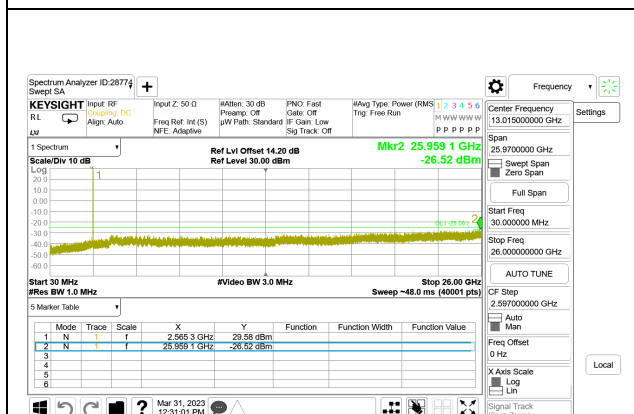 Spectrum Analyzer ID:28774
Swept SA
Frequency
KEYSIGHT
RL
Input: RF
Coupling: DC
Align: Auto
Input Z: 50 Ω
Freq Ref: Int (S)
NFE: Adaptive
#Atten: 30 dB
Preamp: Off
µW Path: Standard
PNO: Fast
Gate: Off
IF Gain: Low
Sig Track: Off
#Avg Type: Power (RMS
Trig: Free Run
1 2 3 4 5 6
M W W W W W
P P P P P P
1 Spectrum
Scale/Div 10 dB
Ref Lvl Offset 14.20 dB
Ref Level 30.00 dBm
Mkr2 25.959 1 GHz
-26.52 dBm
Log
20.0
10.0
0.00
-10.0
-20.0
-30.0
-40.0
-50.0
-60.0
1
2
Start 30 MHz
#Res BW 1.0 MHz
#Video BW 3.0 MHz
Stop 26.00 GHz
Sweep ~48.0 ms (40001 pts)
5 Marker Table
Mode Trace Scale X Y Function Function Width Function Value
1 N 1 f 2.565 3 GHz 29.58 dBm
2 N 1 f 25.959 1 GHz -26.52 dBm
3
4
5
6
Mar 31, 2023
12:31:01 PM
Center Frequency
13.015000000 GHz
Settings
Span
25.9700000 GHz
Swept Span
Zero Span
Full Span
Start Freq
30.000000 MHz
Stop Freq
26.000000000 GHz
AUTO TUNE
CF Step
2.597000000 GHz
Auto
Man
Freq Offset
0 Hz
X Axis Scale
Log
Lin
Signal Track
Local